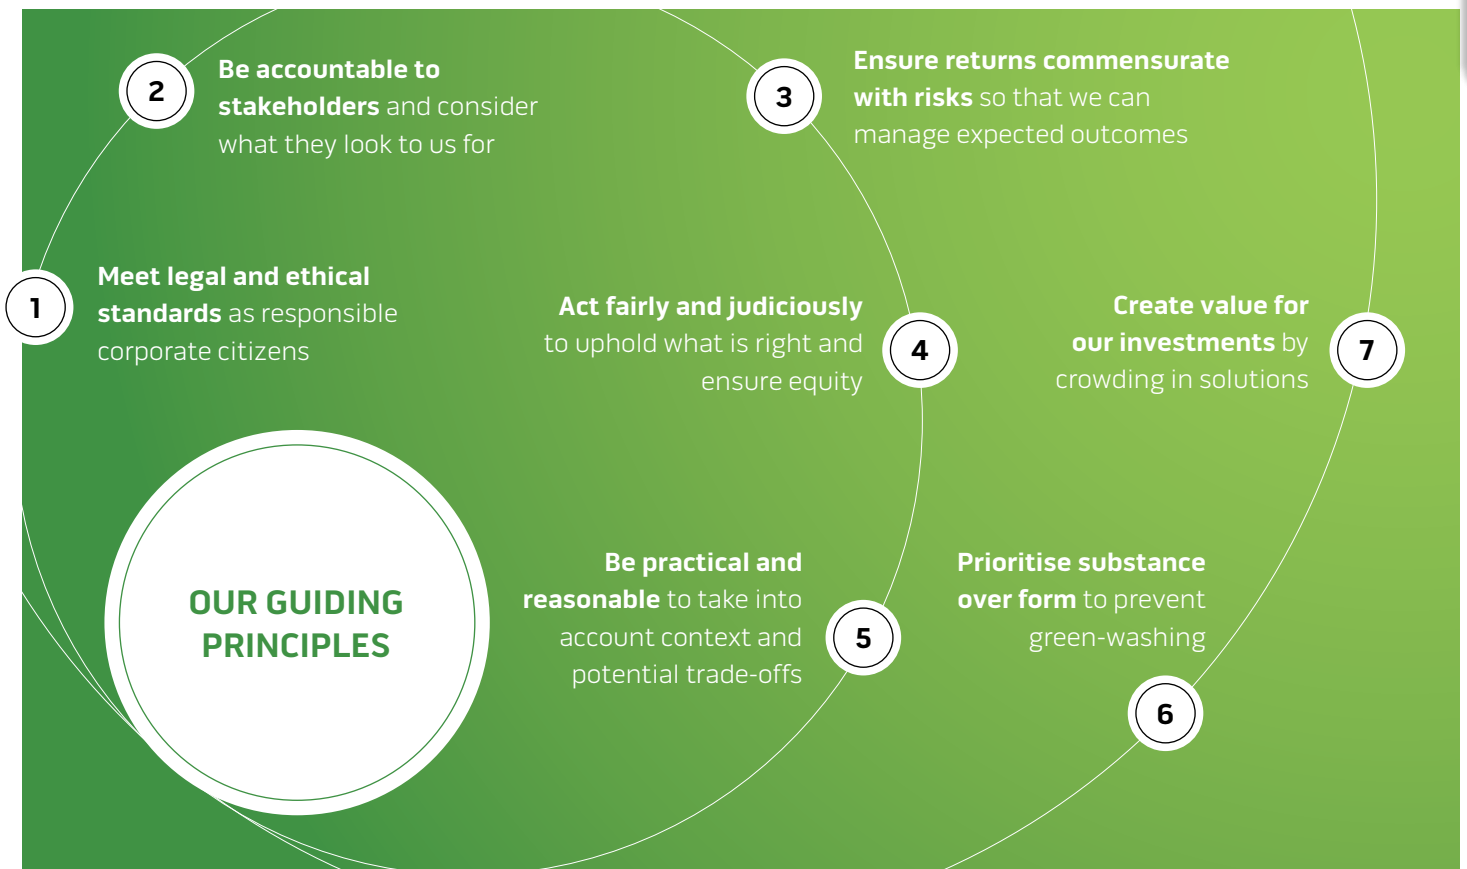 1
Meet legal and ethical
standards as responsible
corporate citizens
2
Be accountable to
stakeholders and consider
what they look to us for
3
Ensure returns commensurate
with risks so that we can
manage expected outcomes
4
Act fairly and judiciously
to uphold what is right and
ensure equity
5
Be practical and
reasonable to take into
account context and
potential trade-offs
6
Prioritise substance
over form to prevent
green-washing
7
Create value for
our investments by
crowding in solutions
OUR GUIDING
PRINCIPLES